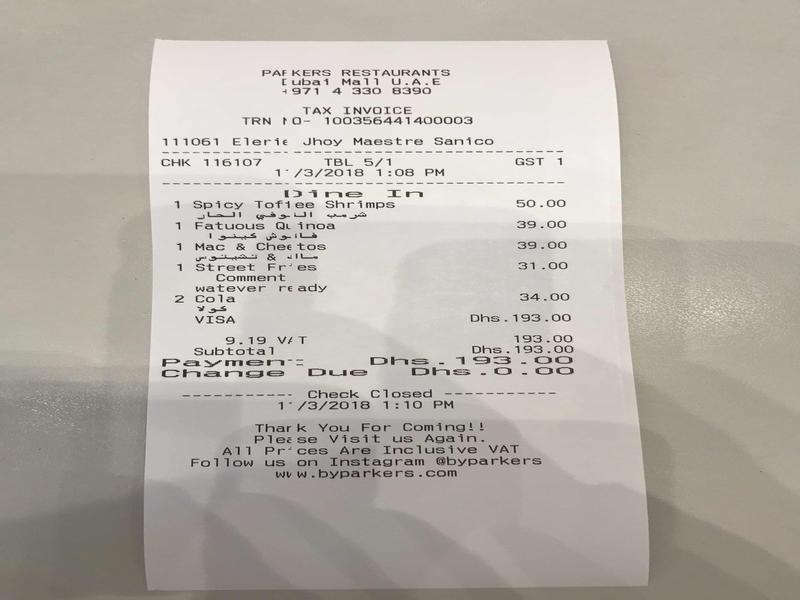 PARKERS RESTAURANTS
Dubai Mall U.A.E
+971 4 330 8390
TAX INVOICE
TRN NO- 100356441400003
111061 Elerie Jhoy Maestre Sanico
CHK 116107 TBL 5/1 GST 1
11/3/2018 1:08 PM
Dine In
1 Spicy Toffee Shrimps 50.00
شرمب التوفي الحار
1 Fatuous Quinoa 39.00
فاتوش كينوا
1 Mac & Cheetos 39.00
ماك & تشيتوس
1 Street Fries 31.00
Comment
watever ready
2 Cola 34.00
كولا
VISA Dhs.193.00
9.19 VAT 193.00
Subtotal Dhs.193.00
Payment Dhs.193.00
Change Due Dhs.0.00
------------ Check Closed ------------
11/3/2018 1:10 PM
Thank You For Coming!!
Please Visit us Again.
All Prices Are Inclusive VAT
Follow us on Instagram @byparkers
www.byparkers.com